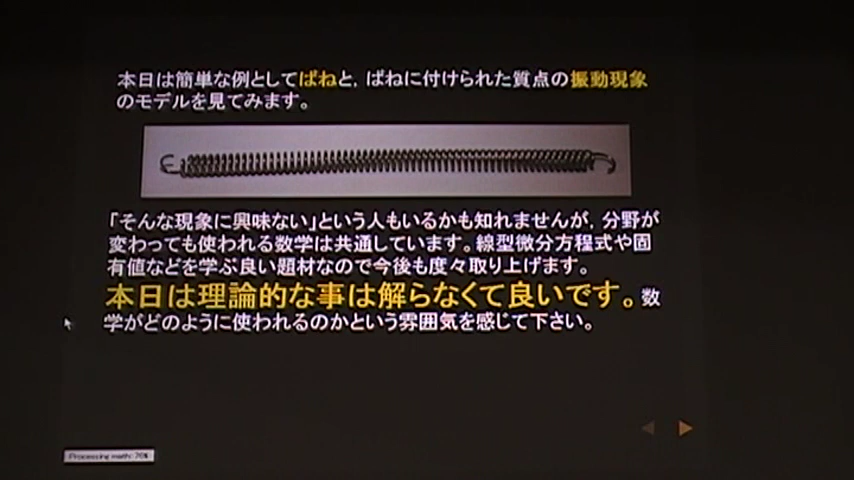 本日は簡単な例としてばねと，ばねに付けられた質点の振動現象
のモデルを見てみます。
「そんな現象に興味ない」という人もいるかも知れませんが，分野が
変わっても使われる数学は共通しています。線型微分方程式や固
有値などを学ぶ良い題材なので今後も度々取り上げます。
本日は理論的な事は解らなくて良いです。数
学がどのように使われるのかという雰囲気を感じて下さい。
Processing math: 76%